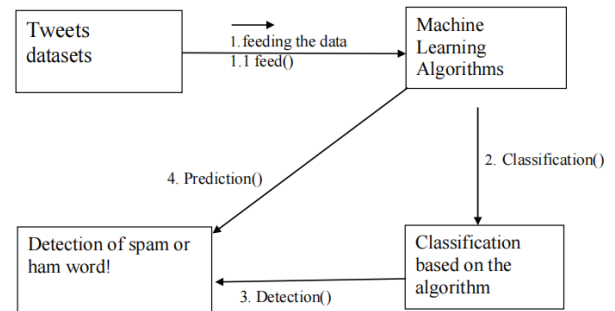 Tweets
datasets
1.feeding the data
1.1 feed()
Machine
Learning
Algorithms
2. Classification()
4. Prediction()
Detection of spam or
ham word!
3. Detection()
Classification
based on the
algorithm